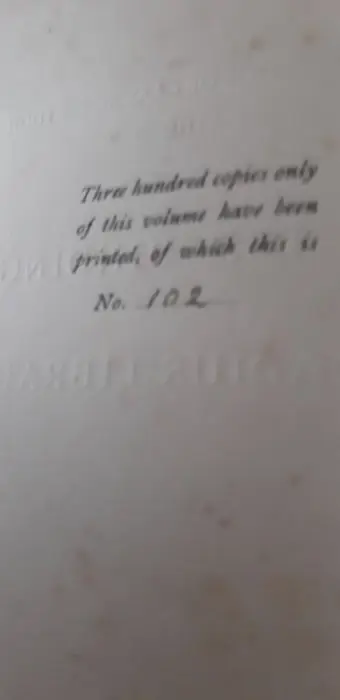 Three hundred copies only
of this volume have been
printed, of which this is
No. 102